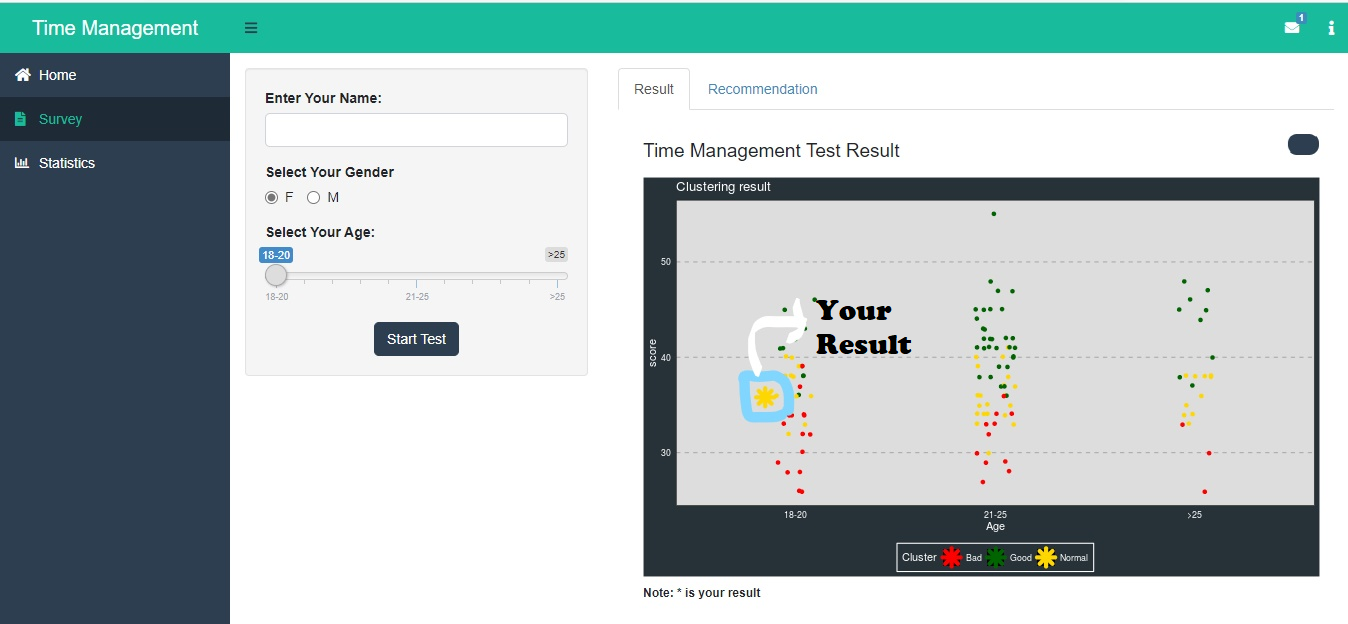 Time Management
1
Home
Survey
Statistics
Enter Your Name:
Select Your Gender
F M
Select Your Age:
18-20 >25
18-20 21-25 >25
Start Test
Result Recommendation
Time Management Test Result
Clustering result
50
40
30
score
Your
Result
18-20 21-25 >25
Age
Cluster Bad Good Normal
Note: * is your result